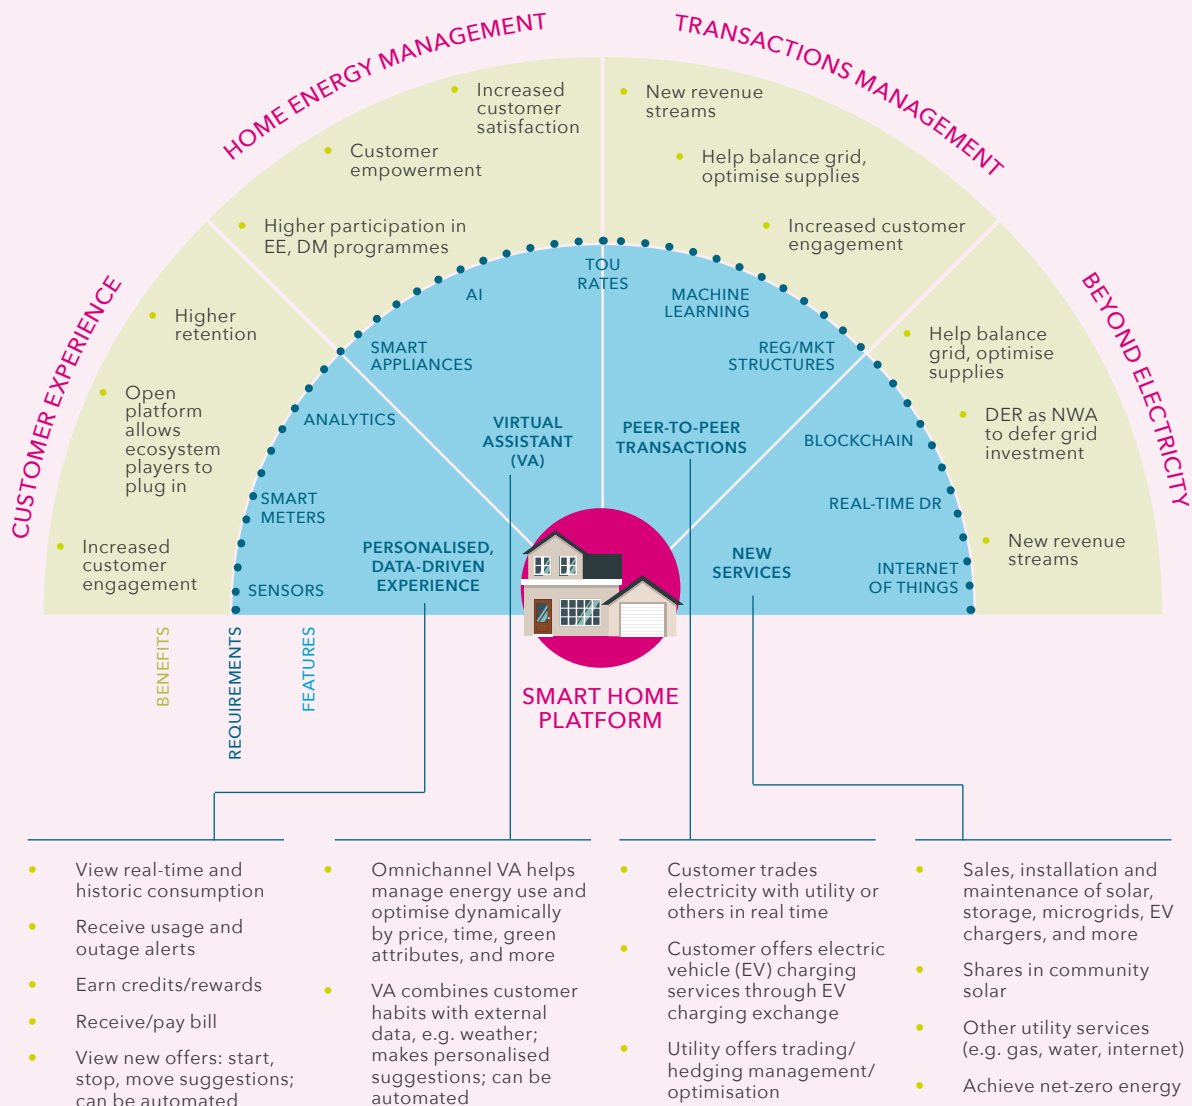 HOME ENERGY MANAGEMENT
TRANSACTIONS MANAGEMENT
CUSTOMER EXPERIENCE
BEYOND ELECTRICITY
Increased
customer
satisfaction
Customer
empowerment
Higher participation in
EE, DM programmes
New revenue
streams
Help balance grid,
optimise supplies
Increased customer
engagement
Higher
retention
Open
platform
allows
ecosystem
players to
plug in
Increased
customer
engagement
Help balance
grid, optimise
supplies
DER as NWA
to defer grid
investment
New revenue
streams
TOU
RATES
AI
MACHINE
LEARNING
SMART
APPLIANCES
REG/MKT
STRUCTURES
ANALYTICS
BLOCKCHAIN
SMART
METERS
REAL-TIME DR
SENSORS
INTERNET
OF THINGS
VIRTUAL
ASSISTANT
(VA)
PEER-TO-PEER
TRANSACTIONS
PERSONALISED,
DATA-DRIVEN
EXPERIENCE
NEW
SERVICES
BENEFITS
REQUIREMENTS
FEATURES
SMART HOME
PLATFORM
View real-time and
historic consumption
Receive usage and
outage alerts
Earn credits/rewards
Receive/pay bill
View new offers: start,
stop, move suggestions;
can be automated
Omnichannel VA helps
manage energy use and
optimise dynamically
by price, time, green
attributes, and more
VA combines customer
habits with external
data, e.g. weather;
makes personalised
suggestions; can be
automated
Customer trades
electricity with utility or
others in real time
Customer offers electric
vehicle (EV) charging
services through EV
charging exchange
Utility offers trading/
hedging management/
optimisation
Sales, installation and
maintenance of solar,
storage, microgrids, EV
chargers, and more
Shares in community
solar
Other utility services
(e.g. gas, water, internet)
Achieve net-zero energy